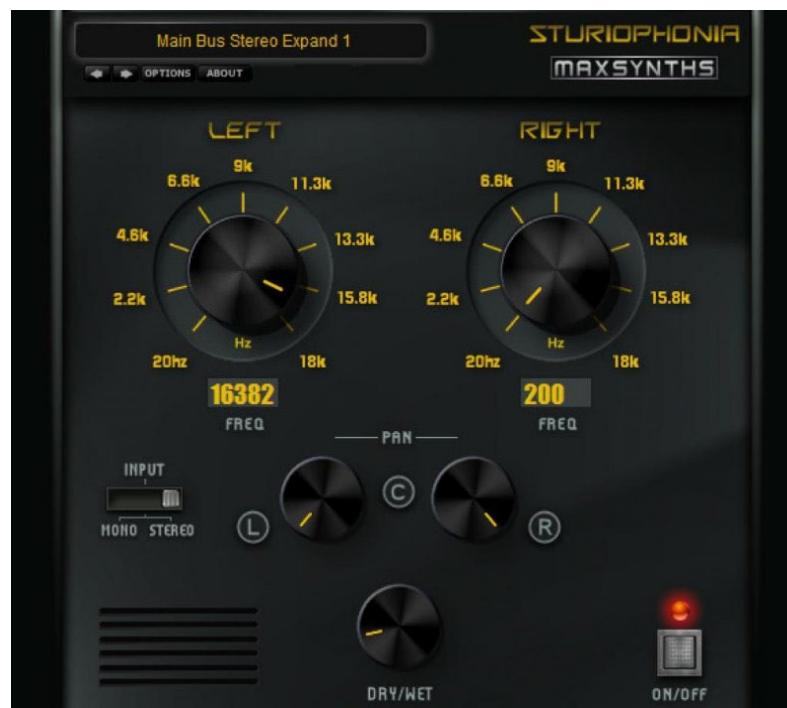 Main Bus Stereo Expand 1
STURIOPHONIA
OPTIONS ABOUT
MAXSYNTHS
LEFT
RIGHT
9k
9k
6.6k
11.3k
6.6k
11.3k
4.6k
13.3k
4.6k
13.3k
2.2k
15.8k
2.2k
15.8k
Hz
Hz
20hz
18k
20hz
18k
16382
200
FREQ
FREQ
PAN
INPUT
C
MONO STEREO
L
R
DRY/WET
ON/OFF